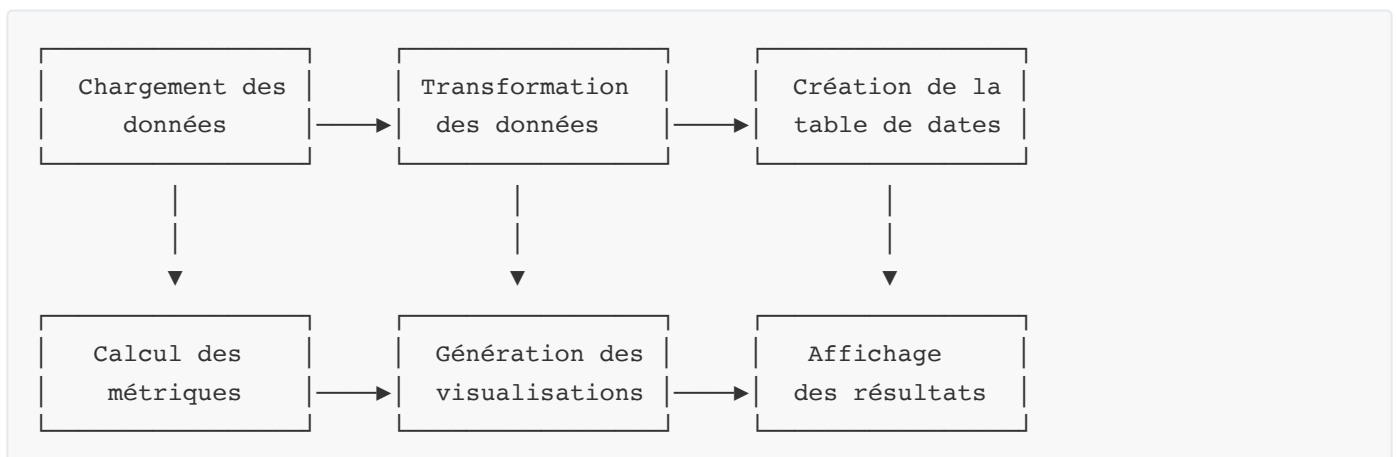 Chargement des
données
Transformation
des données
Création de la
table de dates
Calcul des
métriques
Génération des
visualisations
Affichage
des résultats